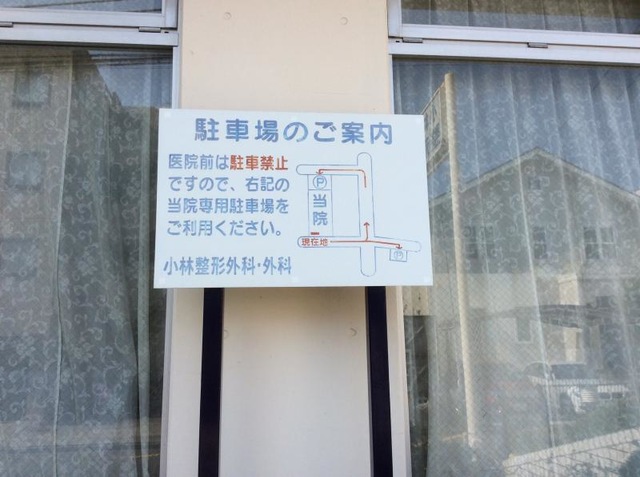 駐車場のご案内
医院前は駐車禁止
ですので、右記の
当院専用駐車場を
ご利用ください。
小林整形外科・外科
P
当院
現在地
P